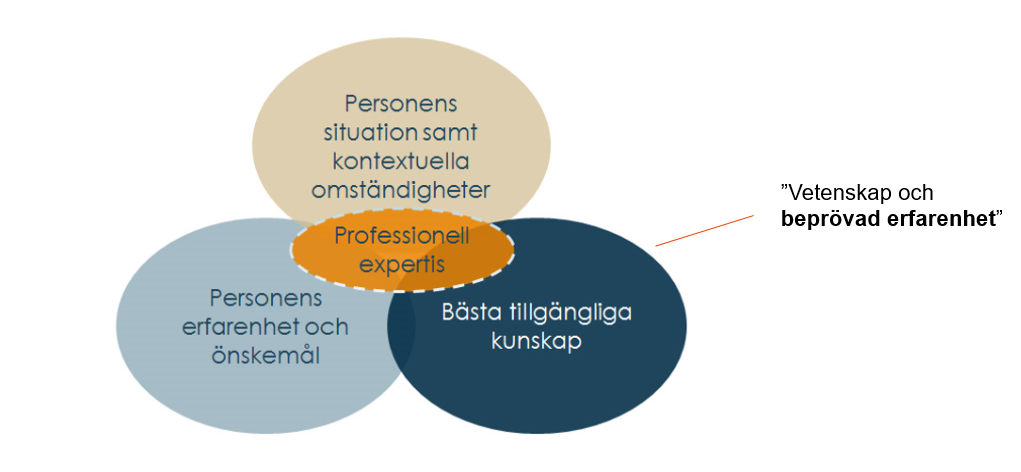 Personens
situation samt
kontextuella
omständigheter
Professionell
expertis
Personens
erfarenhet och
önskemål
Bästa tillgängliga
kunskap
”Vetenskap och
beprövad erfarenhet”